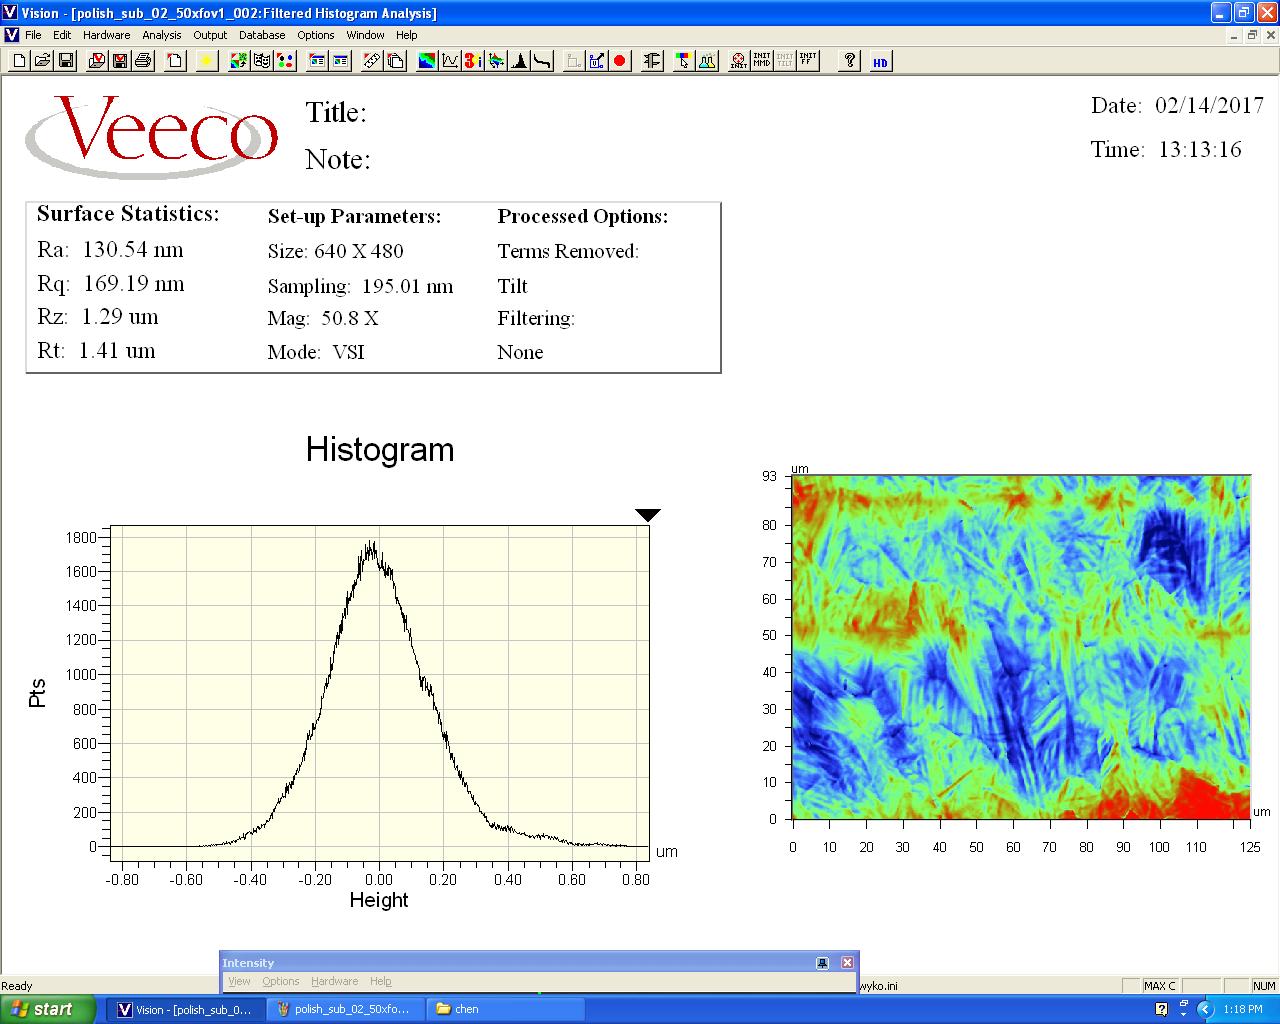 Vision - [polish_sub_02_50xfov1_002:Filtered Histogram Analysis]
File Edit Hardware Analysis Output Database Options Window Help
INIT INIT MMD INIT TILT INIT FF ? HD
Veeco
Title:
Note:
Date: 02/14/2017
Time: 13:13:16
Surface Statistics:
Ra: 130.54 nm
Rq: 169.19 nm
Rz: 1.29 um
Rt: 1.41 um
Set-up Parameters:
Size: 640 X 480
Sampling: 195.01 nm
Mag: 50.8 X
Mode: VSI
Processed Options:
Terms Removed:
Tilt
Filtering:
None
Histogram
Pts
1800
1600
1400
1200
1000
800
600
400
200
0
-0.80 -0.60 -0.40 -0.20 0.00 0.20 0.40 0.60 0.80
um
Height
um
93
80
70
60
50
40
30
20
10
0
0 10 20 30 40 50 60 70 80 90 100 110 125
um
Intensity
View Options Hardware Help
Ready
wyko.ini
MAX C
NUM
start
Vision - [polish_sub_0...
polish_sub_02_50xfo...
chen
1:18 PM